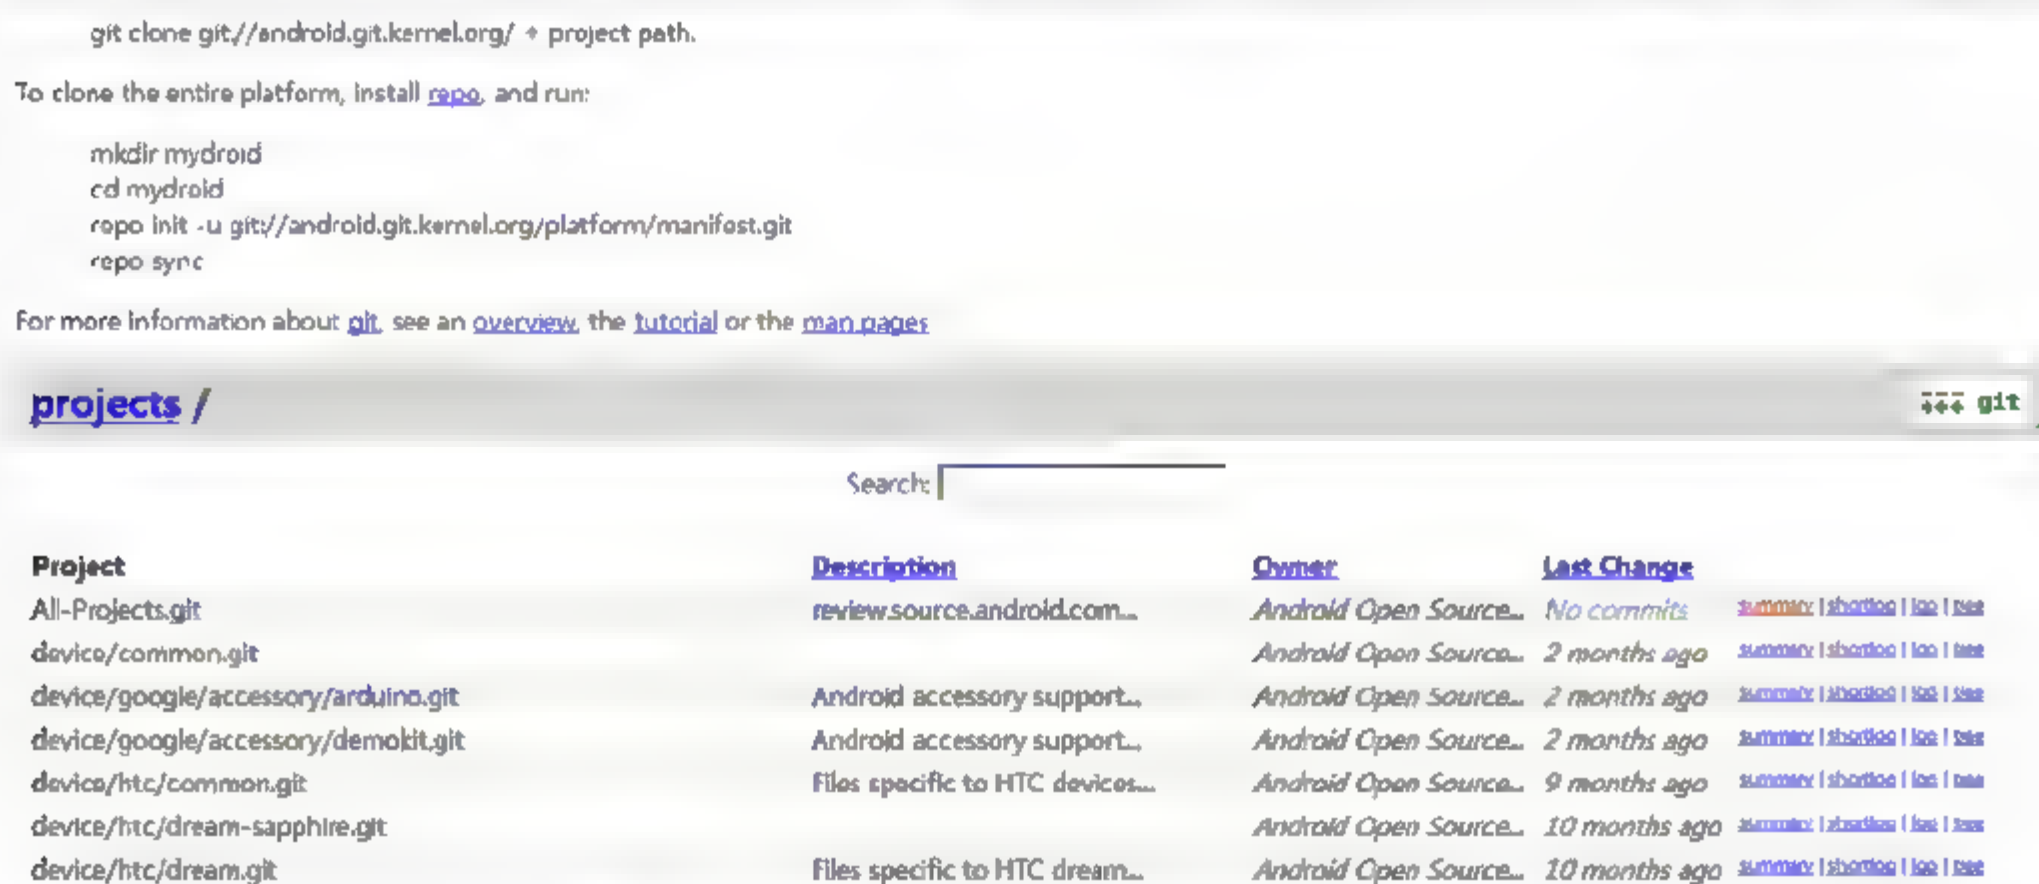 git clone git://android.git.kernel.org/ + project path.
To clone the entire platform, install repo, and run:
mkdir mydroid
cd mydroid
repo init -u git://android.git.kernel.org/platform/manifest.git
repo sync
For more information about git, see an overview, the tutorial or the man pages
projects /
git
Search:
Project Description Owner Last Change
All-Projects.git review.source.android.com... Android Open Source... No commits summary | shortlog | log | tree
device/common.git Android Open Source... 2 months ago summary | shortlog | log | tree
device/google/accessory/arduino.git Android accessory support... Android Open Source... 2 months ago summary | shortlog | log | tree
device/google/accessory/demokit.git Android accessory support... Android Open Source... 2 months ago summary | shortlog | log | tree
device/htc/common.git Files specific to HTC devices... Android Open Source... 9 months ago summary | shortlog | log | tree
device/htc/dream-sapphire.git Android Open Source... 10 months ago summary | shortlog | log | tree
device/htc/dream.git Files specific to HTC dream... Android Open Source... 10 months ago summary | shortlog | log | tree